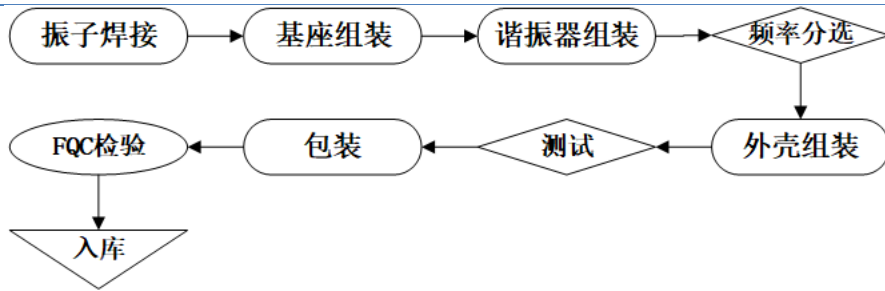 振子焊接
基座组装
谐振器组装
频率分选
外壳组装
测试
包装
FQC检验
入库